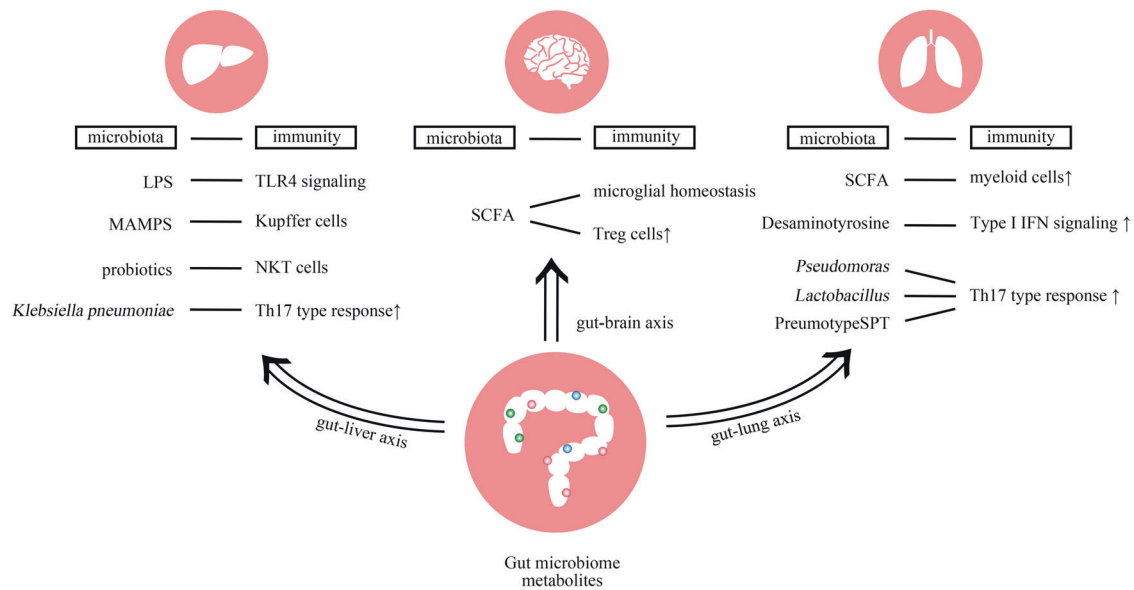 microbiota
immunity
LPS
TLR4 signaling
MAMPS
Kupffer cells
probiotics
NKT cells
Klebsiella pneumoniae
Th17 type response↑
gut-liver axis
microbiota
immunity
SCFA
microglial homeostasis
Treg cells↑
gut-brain axis
microbiota
immunity
SCFA
myeloid cells↑
Desaminotyrosine
Type I IFN signaling ↑
Pseudomoras
Lactobacillus
PreumotypeSPT
Th17 type response ↑
gut-lung axis
Gut microbiome
metabolites